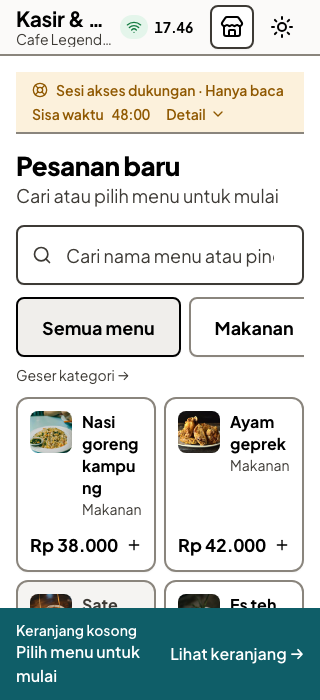 Kasir & ...
Cafe Legend...
17.46
Sesi akses dukungan · Hanya baca
Sisa waktu 48:00 Detail
Pesanan baru
Cari atau pilih menu untuk mulai
Cari nama menu atau pin
Semua menu
Makanan
Geser kategori →
Nasi
goreng
kampu
ng
Makanan
Rp 38.000 +
Ayam
geprek
Makanan
Rp 42.000 +
Sate
Es teh
Keranjang kosong
Pilih menu untuk
mulai
Lihat keranjang →